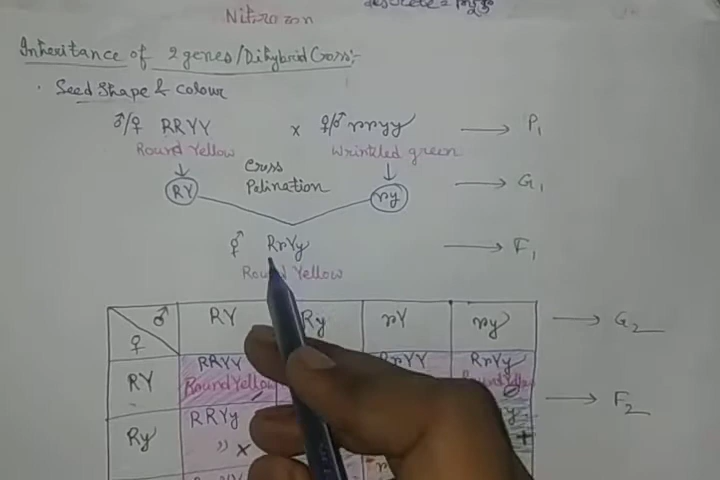 Nitrozon
Inheritance of 2 genes/Dihybrid Cross:-
· Seed Shape & colour
♂/♀ RRYY x ♀/♂ rryy → P1
Round Yellow Wrinkled green
Cross
Polination
RY ry → G1
⚥ RrYy → F1
Round Yellow
♂ RY Ry rY ry → G2
♀
RY RRYY RrYY RrYy → F2
Round Yellow Round Yellow
Ry RRYy
" x